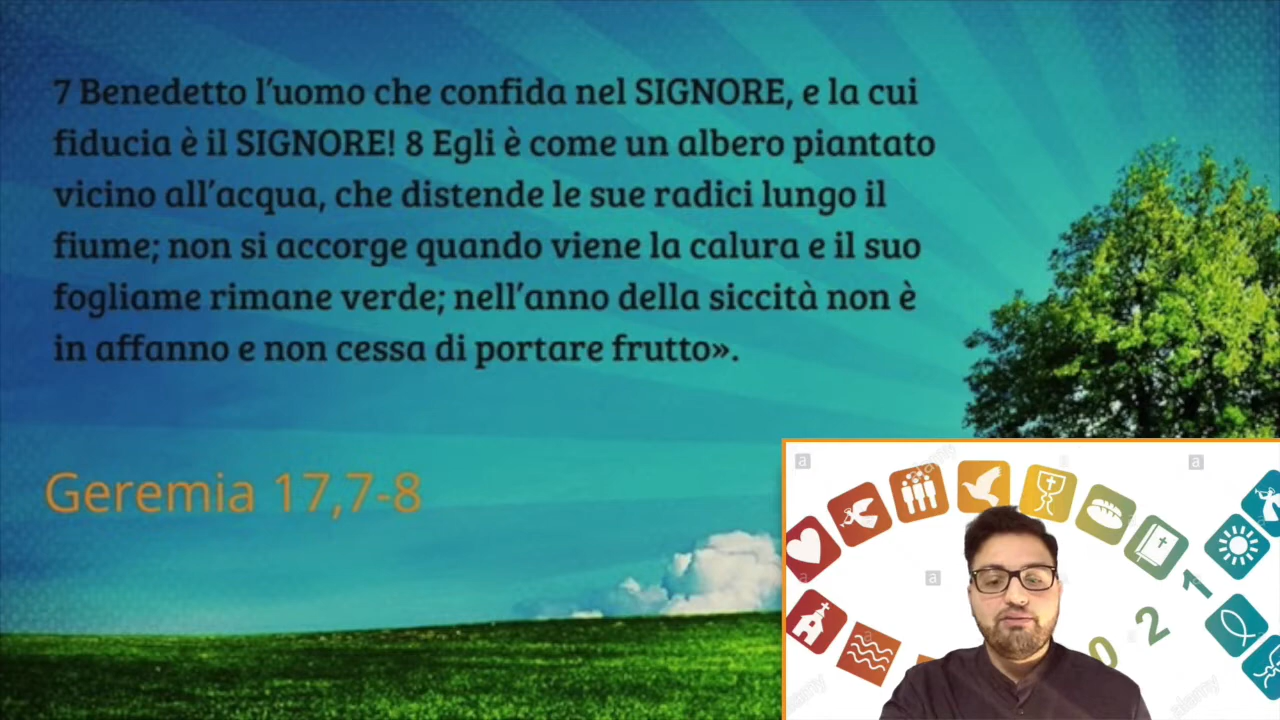 7 Benedetto l'uomo che confida nel SIGNORE, e la cui
fiducia è il SIGNORE! 8 Egli è come un albero piantato
vicino all'acqua, che distende le sue radici lungo il
fiume; non si accorge quando viene la calura e il suo
fogliame rimane verde; nell'anno della siccità non è
in affanno e non cessa di portare frutto».
Geremia 17,7-8
a
a
a
0 2 1